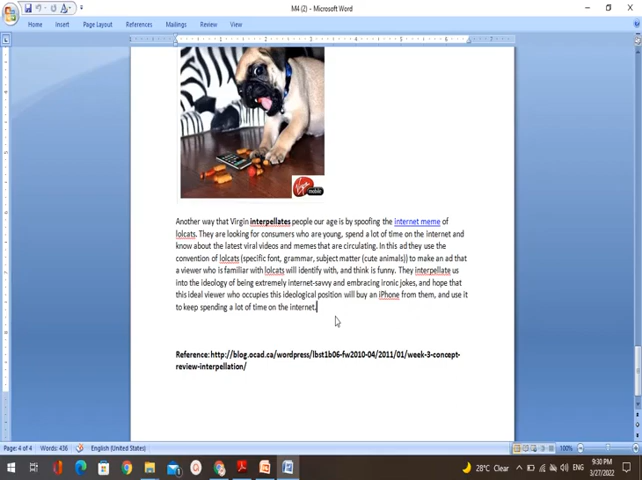 M4 (2) - Microsoft Word
Home Insert Page Layout References Mailings Review View
Virgin
mobile
Another way that Virgin interpellates people our age is by spoofing the internet meme of
lolcats. They are looking for consumers who are young, spend a lot of time on the internet and
know about the latest viral videos and memes that are circulating. In this ad they use the
convention of lolcats (specific font, grammar, subject matter (cute animals)) to make an ad that
a viewer who is familiar with lolcats will identify with, and think is funny. They interpellate us
into the ideology of being extremely internet-savvy and embracing ironic jokes, and hope that
this ideal viewer who occupies this ideological position will buy an iPhone from them, and use it
to keep spending a lot of time on the internet.
Reference: http://blog.ocad.ca/wordpress/lbst1b06-fw2010-04/2011/01/week-3-concept-
review-interpellation/
Page: 4 of 4 Words: 436 English (Philippines) 100%
28°C Clear ENG 9:30 PM
3/27/2022